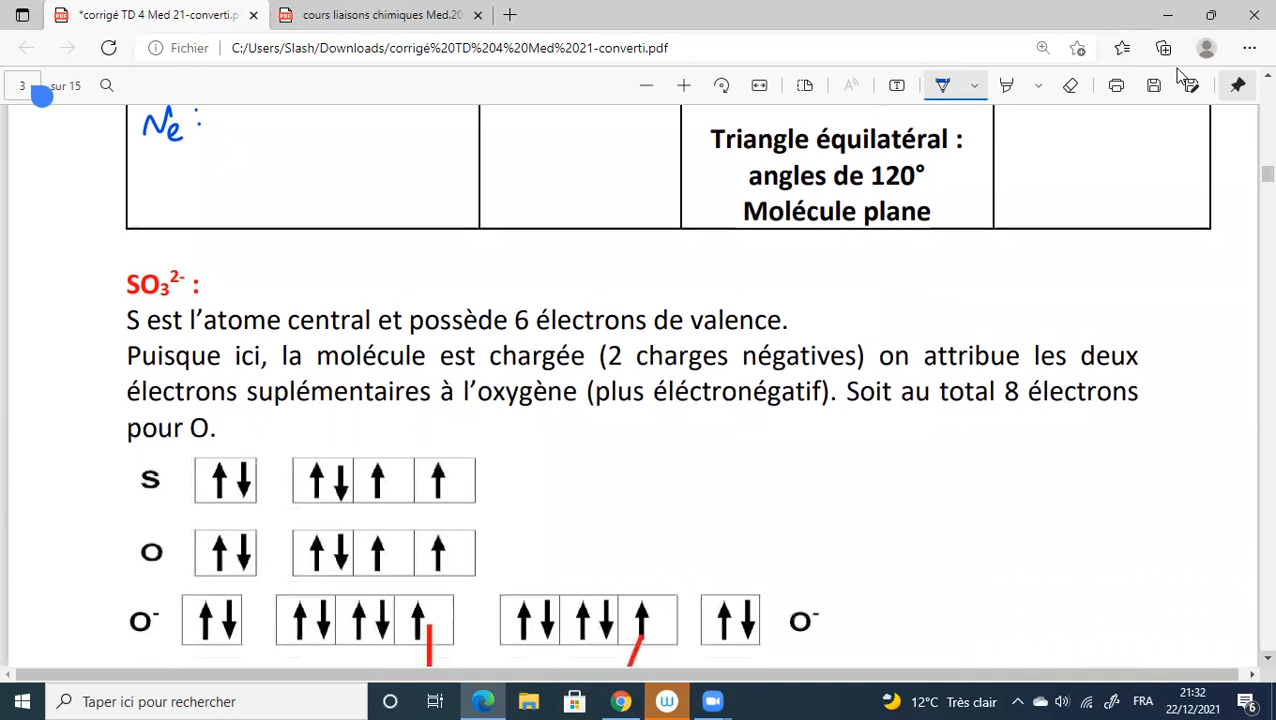 *corrigé TD 4 Med 21-converti.p
cours liaisons chimiques Med.20
Fichier
C:/Users/Slash/Downloads/corrigé%20TD%204%20Med%2021-converti.pdf
3 sur 15
Ne :
Triangle équilatéral :
angles de 120°
Molécule plane
SO₃²⁻ :
S est l’atome central et possède 6 électrons de valence.
Puisque ici, la molécule est chargée (2 charges négatives) on attribue les deux
électrons suplémentaires à l’oxygène (plus éléctronégatif). Soit au total 8 électrons
pour O.
S
O
O⁻ O⁻
Taper ici pour rechercher
12°C Très clair
FRA
21:32
22/12/2021
6